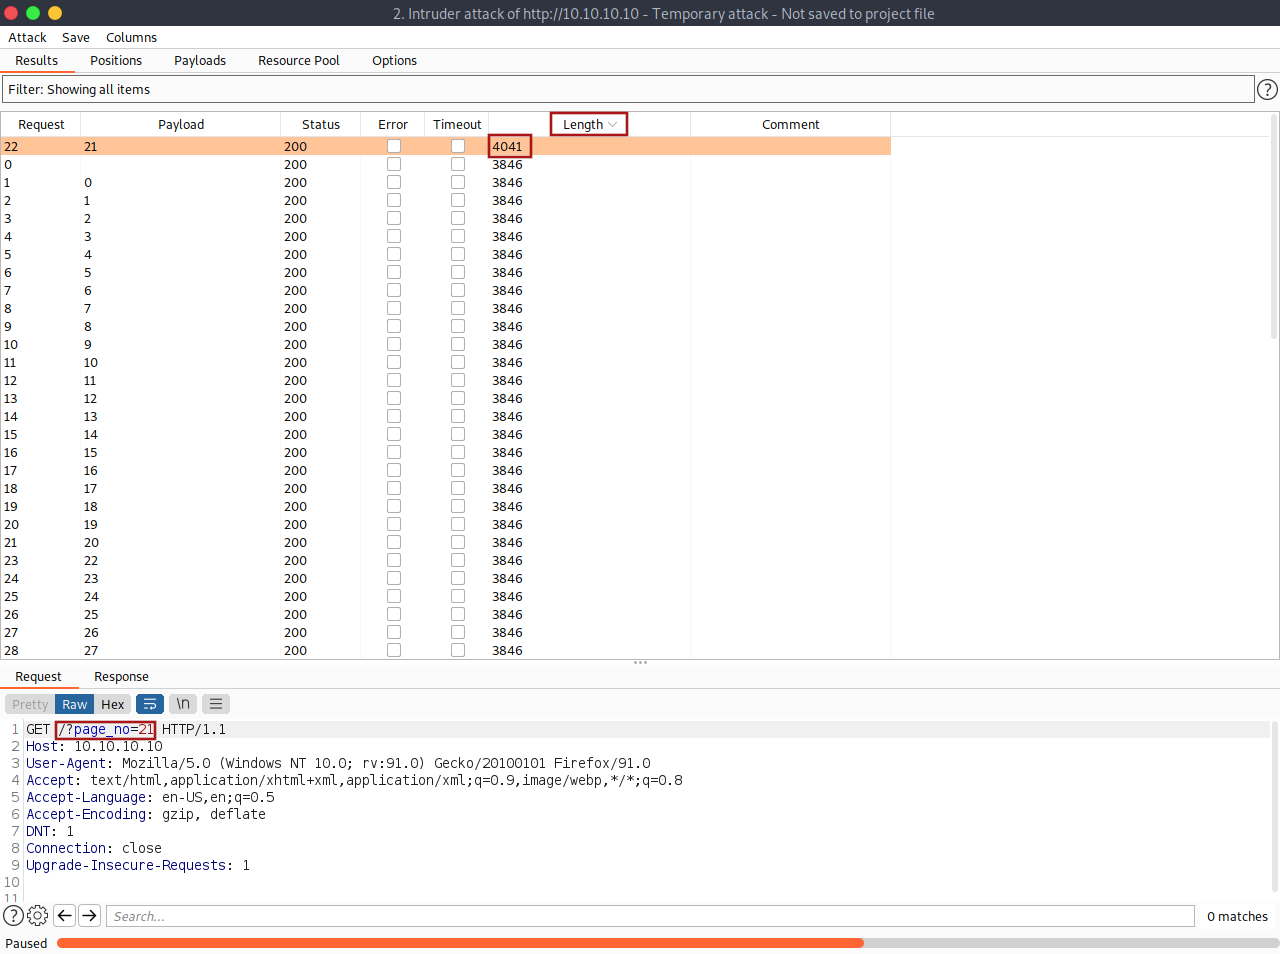 2. Intruder attack of http://10.10.10.10 - Temporary attack - Not saved to project file
Attack Save Columns
Results Positions Payloads Resource Pool Options
Filter: Showing all items ?
Request Payload Status Error Timeout Length Comment
22 21 200 4041
0 200 3846
1 0 200 3846
2 1 200 3846
3 2 200 3846
4 3 200 3846
5 4 200 3846
6 5 200 3846
7 6 200 3846
8 7 200 3846
9 8 200 3846
10 9 200 3846
11 10 200 3846
12 11 200 3846
13 12 200 3846
14 13 200 3846
15 14 200 3846
16 15 200 3846
17 16 200 3846
18 17 200 3846
19 18 200 3846
20 19 200 3846
21 20 200 3846
23 22 200 3846
24 23 200 3846
25 24 200 3846
26 25 200 3846
27 26 200 3846
28 27 200 3846
Request Response
Pretty Raw Hex \n
1 GET /?page_no=21 HTTP/1.1
2 Host: 10.10.10.10
3 User-Agent: Mozilla/5.0 (Windows NT 10.0; rv:91.0) Gecko/20100101 Firefox/91.0
4 Accept: text/html,application/xhtml+xml,application/xml;q=0.9,image/webp,*/*;q=0.8
5 Accept-Language: en-US,en;q=0.5
6 Accept-Encoding: gzip, deflate
7 DNT: 1
8 Connection: close
9 Upgrade-Insecure-Requests: 1
10
11
? Search... 0 matches
Paused